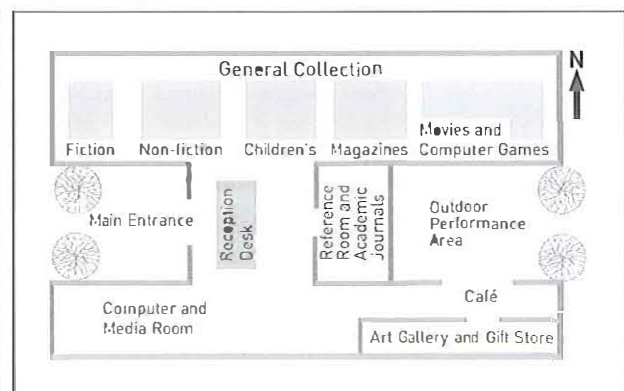 N
General Collection
Fiction
Non-fiction
Children's
Magazines
Movies and
Computer Games
Main Entrance
Reception
Desk
Reference
Room and
Academic
Journals
Outdoor
Performance
Area
Computer and
Media Room
Café
Art Gallery and Gift Store